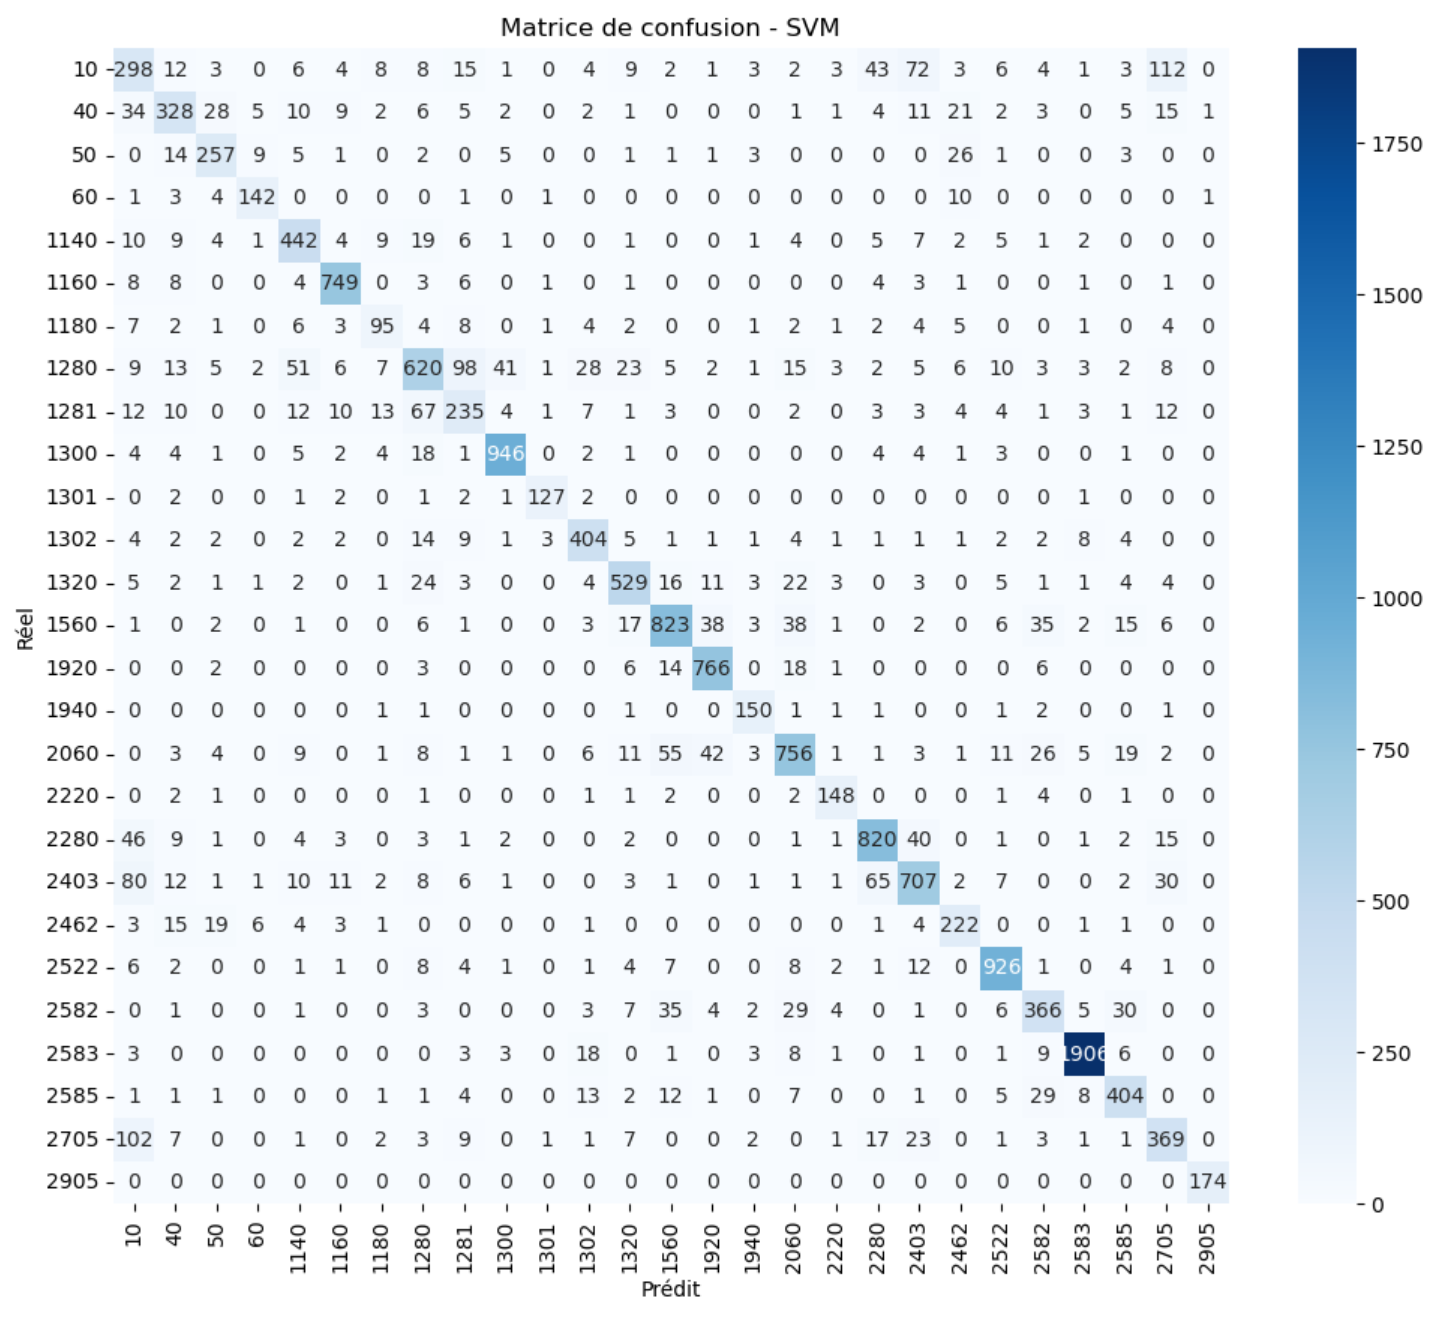 Matrice de confusion - SVM
10 298 12 3 0 6 4 8 8 15 1 0 4 9 2 1 3 2 3 43 72 3 6 4 1 3 112 0
40 34 328 28 5 10 9 2 6 5 2 0 2 1 0 0 0 1 1 4 11 21 2 3 0 5 15 1
50 0 14 257 9 5 1 0 2 0 5 0 0 1 1 1 3 0 0 0 0 26 1 0 0 3 0 0
60 1 3 4 142 0 0 0 0 1 0 1 0 0 0 0 0 0 0 0 0 10 0 0 0 0 0 1
1140 10 9 4 1 442 4 9 19 6 1 0 0 1 0 0 1 4 0 5 7 2 5 1 2 0 0 0
1160 8 8 0 0 4 749 0 3 6 0 1 0 1 0 0 0 0 0 4 3 1 0 0 1 0 1 0
1180 7 2 1 0 6 3 95 4 8 0 1 4 2 0 0 1 2 1 2 4 5 0 0 1 0 4 0
1280 9 13 5 2 51 6 7 620 98 41 1 28 23 5 2 1 15 3 2 5 6 10 3 3 2 8 0
1281 12 10 0 0 12 10 13 67 235 4 1 7 1 3 0 0 2 0 3 3 4 4 1 3 1 12 0
1300 4 4 1 0 5 2 4 18 1 946 0 2 1 0 0 0 0 0 4 4 1 3 0 0 1 0 0
1301 0 2 0 0 1 2 0 1 2 1 127 2 0 0 0 0 0 0 0 0 0 0 0 1 0 0 0
1302 4 2 2 0 2 2 0 14 9 1 3 404 5 1 1 1 4 1 1 1 1 2 2 8 4 0 0
1320 5 2 1 1 2 0 1 24 3 0 0 4 529 16 11 3 22 3 0 3 0 5 1 1 4 4 0
1560 1 0 2 0 1 0 0 6 1 0 0 3 17 823 38 3 38 1 0 2 0 6 35 2 15 6 0
1920 0 0 2 0 0 0 0 3 0 0 0 0 6 14 766 0 18 1 0 0 0 0 6 0 0 0 0
1940 0 0 0 0 0 0 1 1 0 0 0 0 1 0 0 150 1 1 1 0 0 1 2 0 0 1 0
2060 0 3 4 0 9 0 1 8 1 1 0 6 11 55 42 3 756 1 1 3 1 11 26 5 19 2 0
2220 0 2 1 0 0 0 0 1 0 0 0 1 1 2 0 0 2 148 0 0 0 1 4 0 1 0 0
2280 46 9 1 0 4 3 0 3 1 2 0 0 2 0 0 0 1 1 820 40 0 1 0 1 2 15 0
2403 80 12 1 1 10 11 2 8 6 1 0 0 3 1 0 1 1 1 65 707 2 7 0 0 2 30 0
2462 3 15 19 6 4 3 1 0 0 0 0 1 0 0 0 0 0 0 1 4 222 0 0 1 1 0 0
2522 6 2 0 0 1 1 0 8 4 1 0 1 4 7 0 0 8 2 1 12 0 926 1 0 4 1 0
2582 0 1 0 0 1 0 0 3 0 0 0 3 7 35 4 2 29 4 0 1 0 6 366 5 30 0 0
2583 3 0 0 0 0 0 0 0 3 3 0 18 0 1 0 3 8 1 0 1 0 1 9 1906 6 0 0
2585 1 1 1 0 0 0 1 1 4 0 0 13 2 12 1 0 7 0 0 1 0 5 29 8 404 0 0
2705 102 7 0 0 1 0 2 3 9 0 1 1 7 0 0 2 0 1 17 23 0 1 3 1 1 369 0
2905 0 0 0 0 0 0 0 0 0 0 0 0 0 0 0 0 0 0 0 0 0 0 0 0 0 0 174
10 40 50 60 1140 1160 1180 1280 1281 1300 1301 1302 1320 1560 1920 1940 2060 2220 2280 2403 2462 2522 2582 2583 2585 2705 2905
Prédit
Réel
1750
1500
1250
1000
750
500
250
0